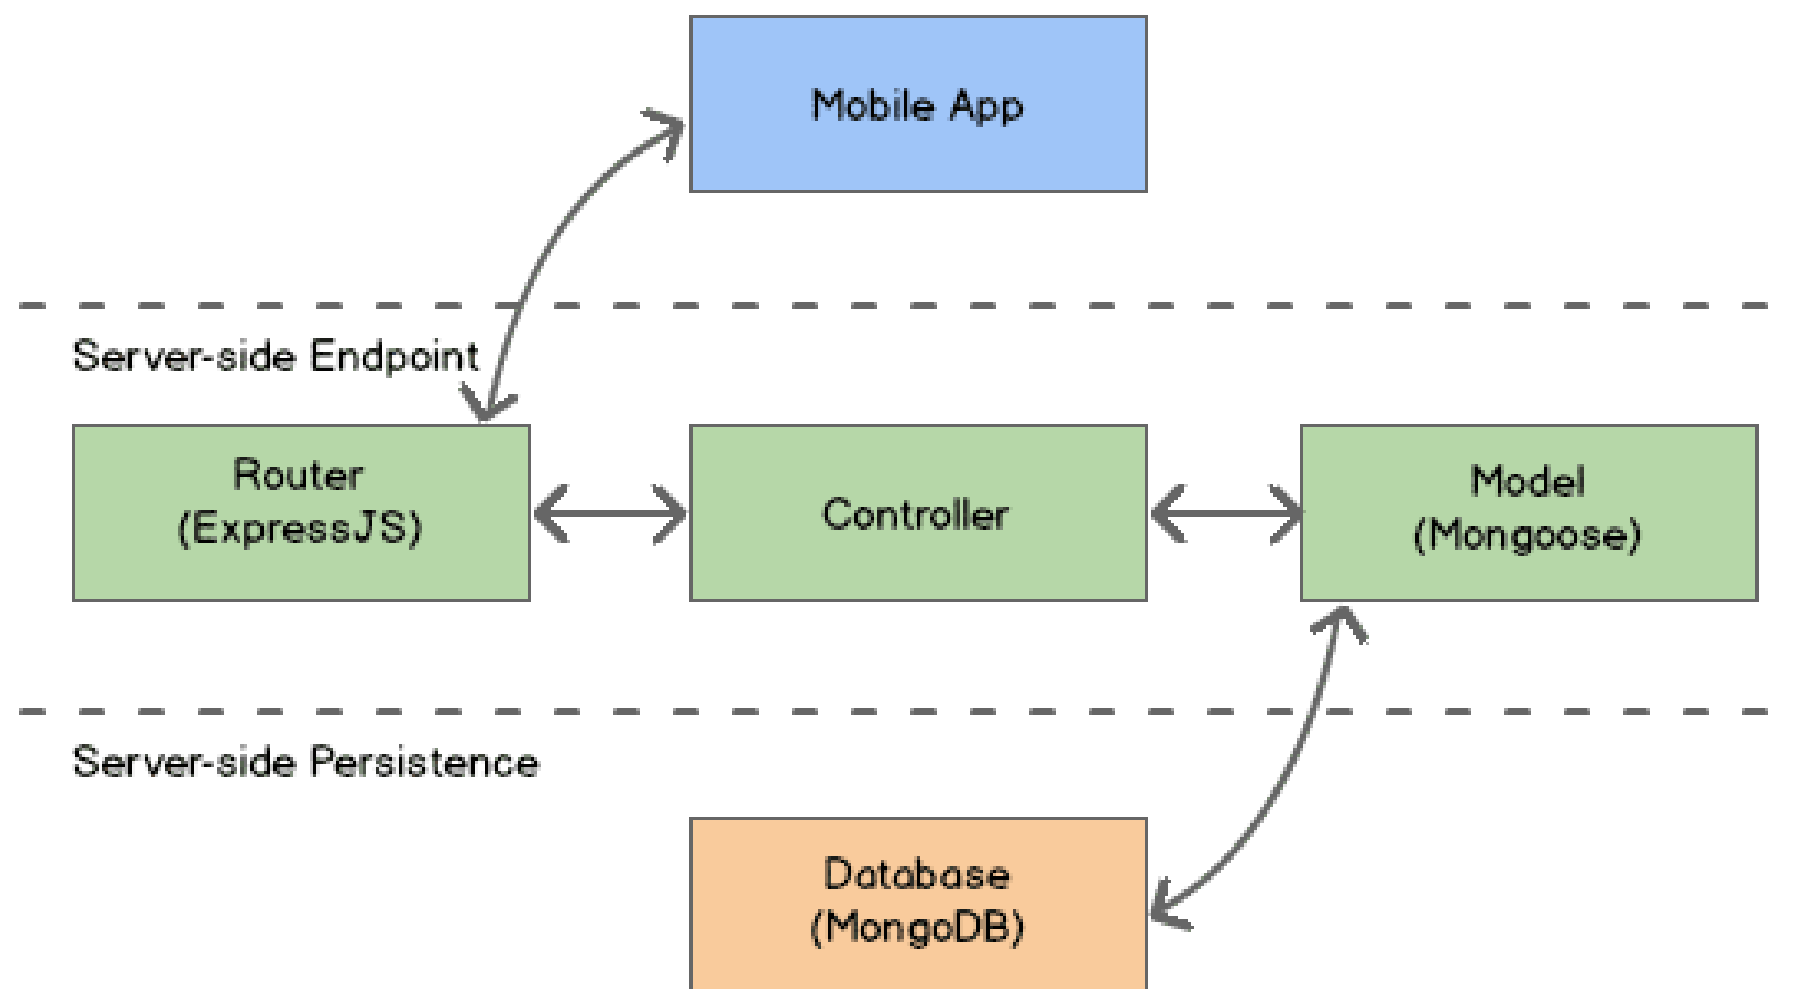 Mobile App
Server-side Endpoint
Router
(ExpressJS)
Controller
Model
(Mongoose)
Server-side Persistence
Database
(MongoDB)